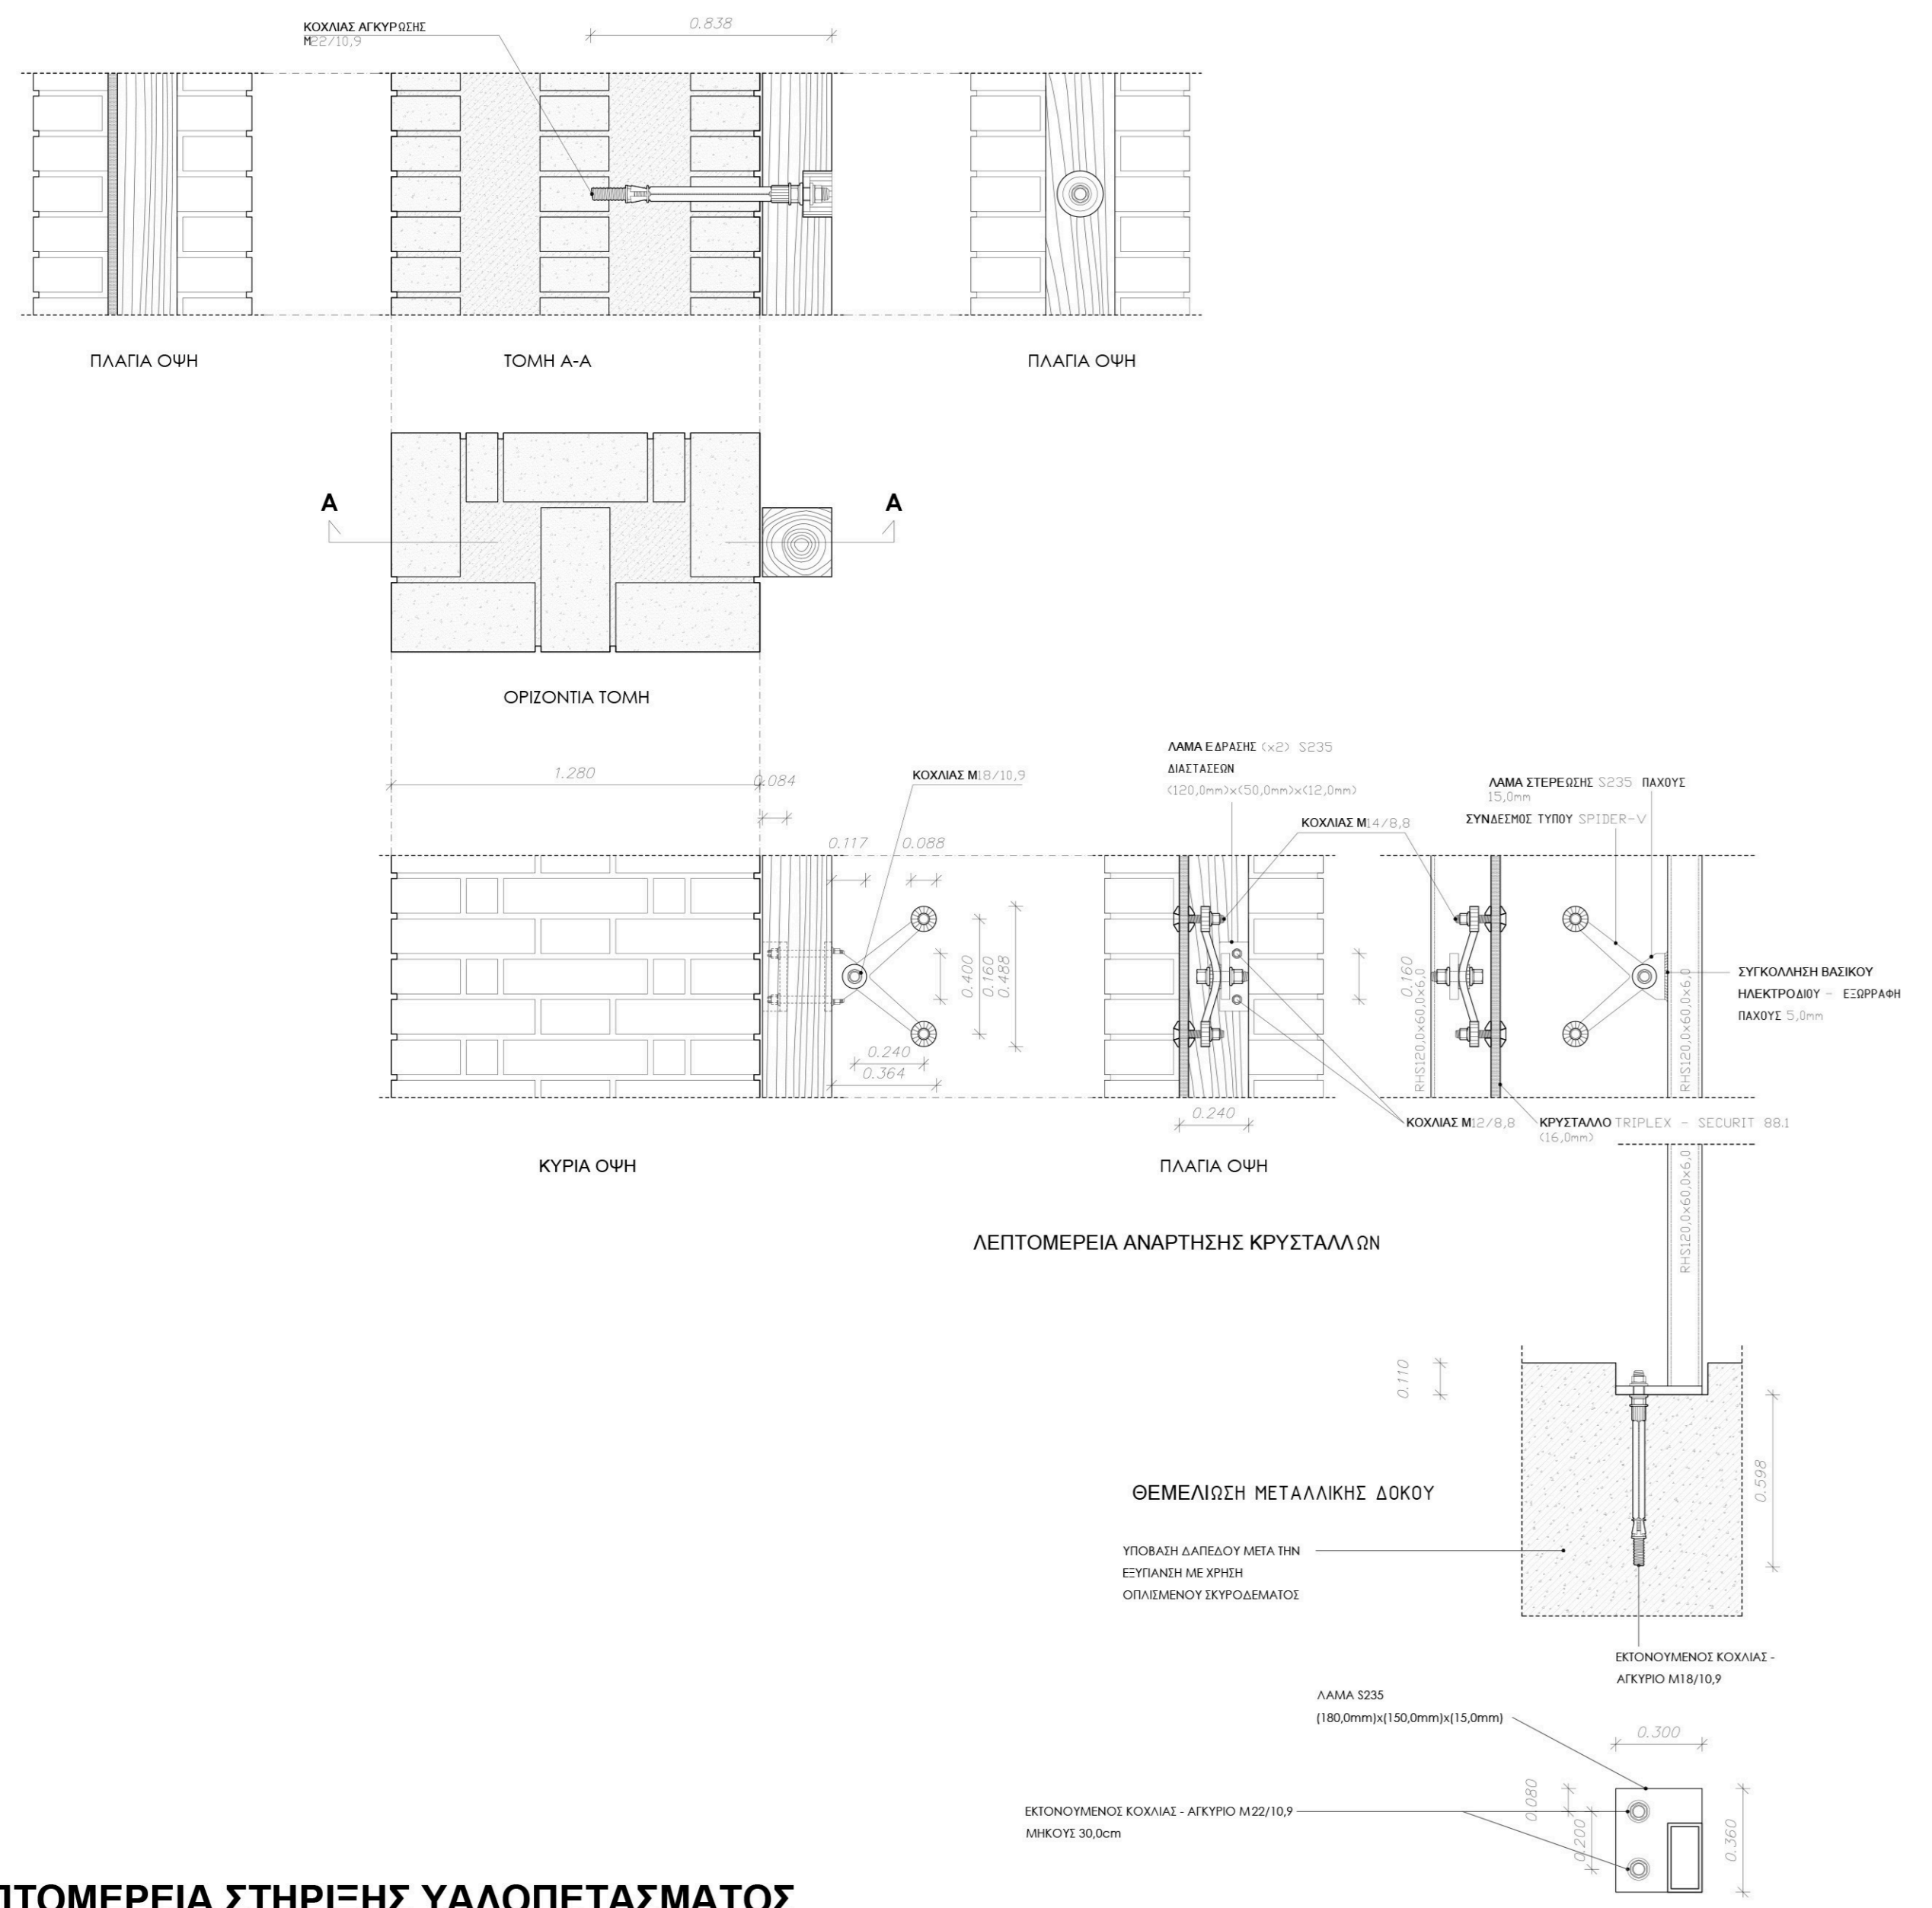 ΚΟΧΛΙΑΣ ΑΓΚΥΡΩΣΗΣ
M22/10,9
0.838
ΠΛΑΓΙΑ ΟΨΗ
ΤΟΜΗ Α-Α
ΠΛΑΓΙΑ ΟΨΗ
A
A
ΟΡΙΖΟΝΤΙΑ ΤΟΜΗ
1.280
0.084
ΚΟΧΛΙΑΣ M18/10,9
0.117
0.088
0.400
0.160
0.488
0.240
0.364
ΛΑΜΑ ΕΔΡΑΣΗΣ (x2) S235
ΔΙΑΣΤΑΣΕΩΝ
(120,0mm)x(50,0mm)x(12,0mm)
ΚΟΧΛΙΑΣ M14/8,8
ΛΑΜΑ ΣΤΕΡΕΩΣΗΣ S235 ΠΑΧΟΥΣ
15,0mm
ΣΥΝΔΕΣΜΟΣ ΤΥΠΟΥ SPIDER-V
0.160
RHS120,0x60,0x6,0
RHS120,0x60,0x6,0
ΣΥΓΚΟΛΛΗΣΗ ΒΑΣΙΚΟΥ
ΗΛΕΚΤΡΟΔΙΟΥ - ΕΞΩΡΡΑΦΗ
ΠΑΧΟΥΣ 5,0mm
0.240
ΚΟΧΛΙΑΣ M12/8,8
ΚΡΥΣΤΑΛΛΟ TRIPLEX - SECURIT 88.1
(16,0mm)
ΚΥΡΙΑ ΟΨΗ
ΠΛΑΓΙΑ ΟΨΗ
RHS120,0x60,0x6,0
ΛΕΠΤΟΜΕΡΕΙΑ ΑΝΑΡΤΗΣΗΣ ΚΡΥΣΤΑΛΛΩΝ
0.110
0.598
ΘΕΜΕΛΙΩΣΗ ΜΕΤΑΛΛΙΚΗΣ ΔΟΚΟΥ
ΥΠΟΒΑΣΗ ΔΑΠΕΔΟΥ ΜΕΤΑ ΤΗΝ
ΕΞΥΓΙΑΝΣΗ ΜΕ ΧΡΗΣΗ
ΟΠΛΙΣΜΕΝΟΥ ΣΚΥΡΟΔΕΜΑΤΟΣ
ΕΚΤΟΝΟΥΜΕΝΟΣ ΚΟΧΛΙΑΣ -
ΑΓΚΥΡΙΟ M18/10,9
ΛΑΜΑ S235
(180,0mm)x(150,0mm)x(15,0mm)
0.300
0.080
0.200
0.360
ΕΚΤΟΝΟΥΜΕΝΟΣ ΚΟΧΛΙΑΣ - ΑΓΚΥΡΙΟ M22/10,9
ΜΗΚΟΥΣ 30,0cm
ΠΤΟΜΕΡΕΙΑ ΣΤΗΡΙΞΗΣ ΥΑΛΟΠΕΤΑΣΜΑΤΟΣ